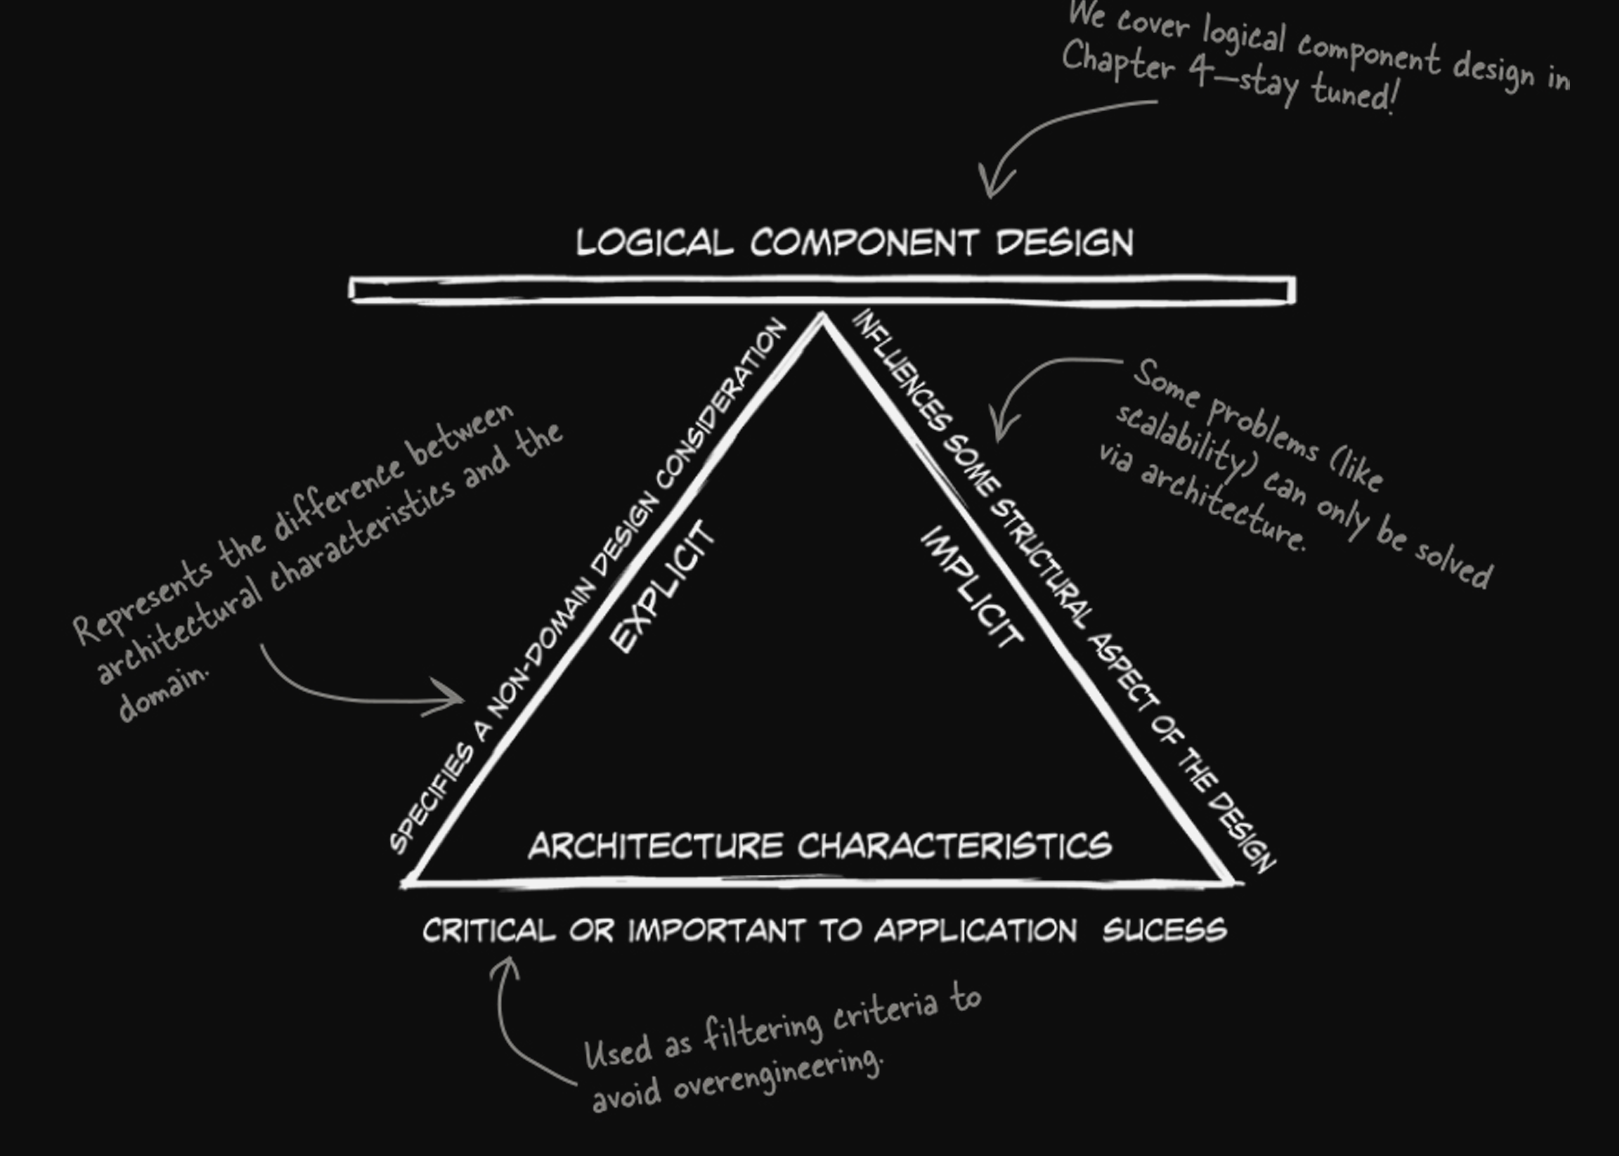 We cover logical component design in
Chapter 4—stay tuned!
LOGICAL COMPONENT DESIGN
SPECIFIES A NON-DOMAIN DESIGN CONSIDERATION
INFLUENCES SOME STRUCTURAL ASPECT OF THE DESIGN
Some problems (like
scalability) can only be solved
via architecture.
Represents the difference between
architectural characteristics and the
domain.
EXPLICIT
IMPLICIT
ARCHITECTURE CHARACTERISTICS
CRITICAL OR IMPORTANT TO APPLICATION SUCESS
Used as filtering criteria to
avoid overengineering.